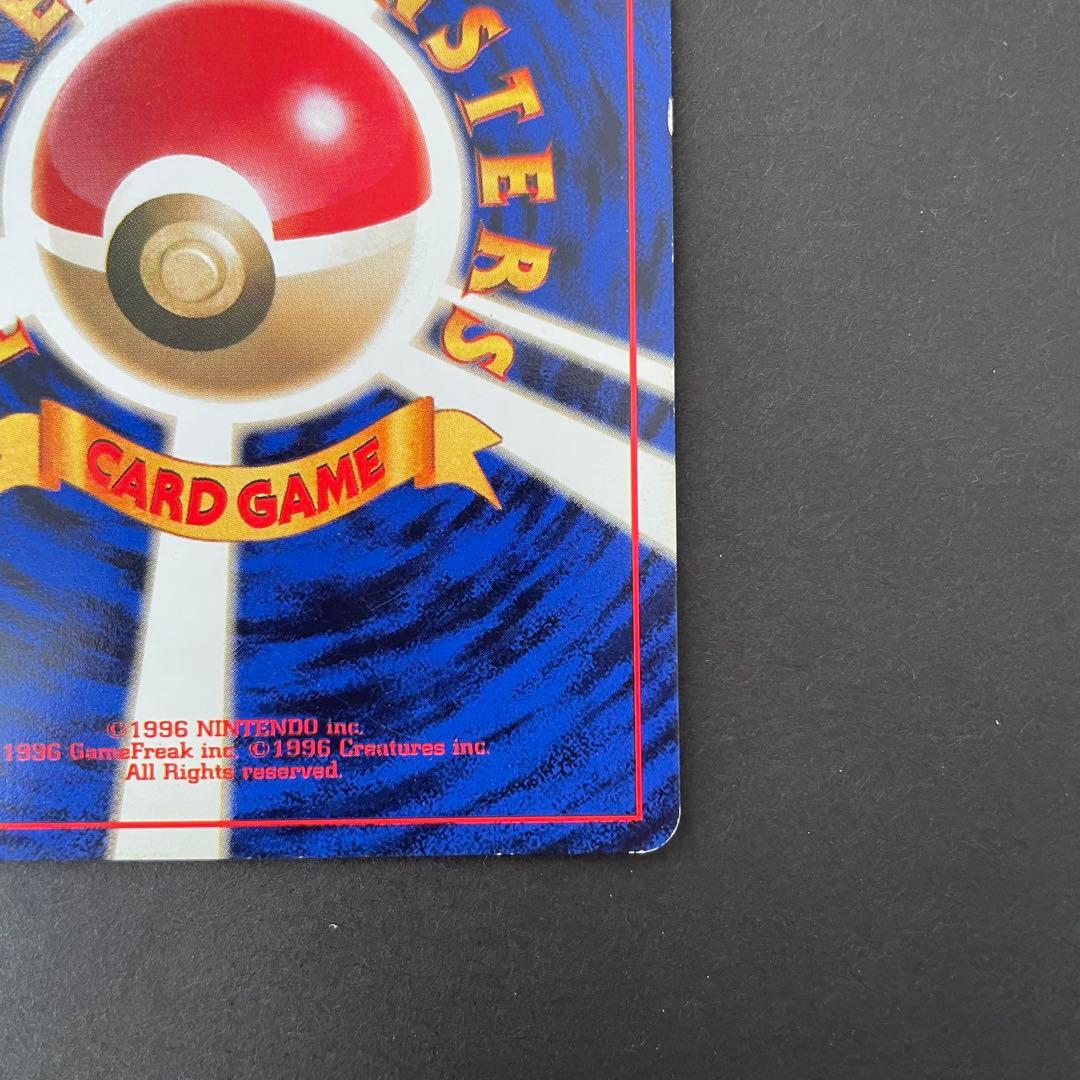 STERS
CARD GAME
©1996 NINTENDO inc.
1996 GameFreak inc. ©1996 Creatures inc.
All Rights reserved.